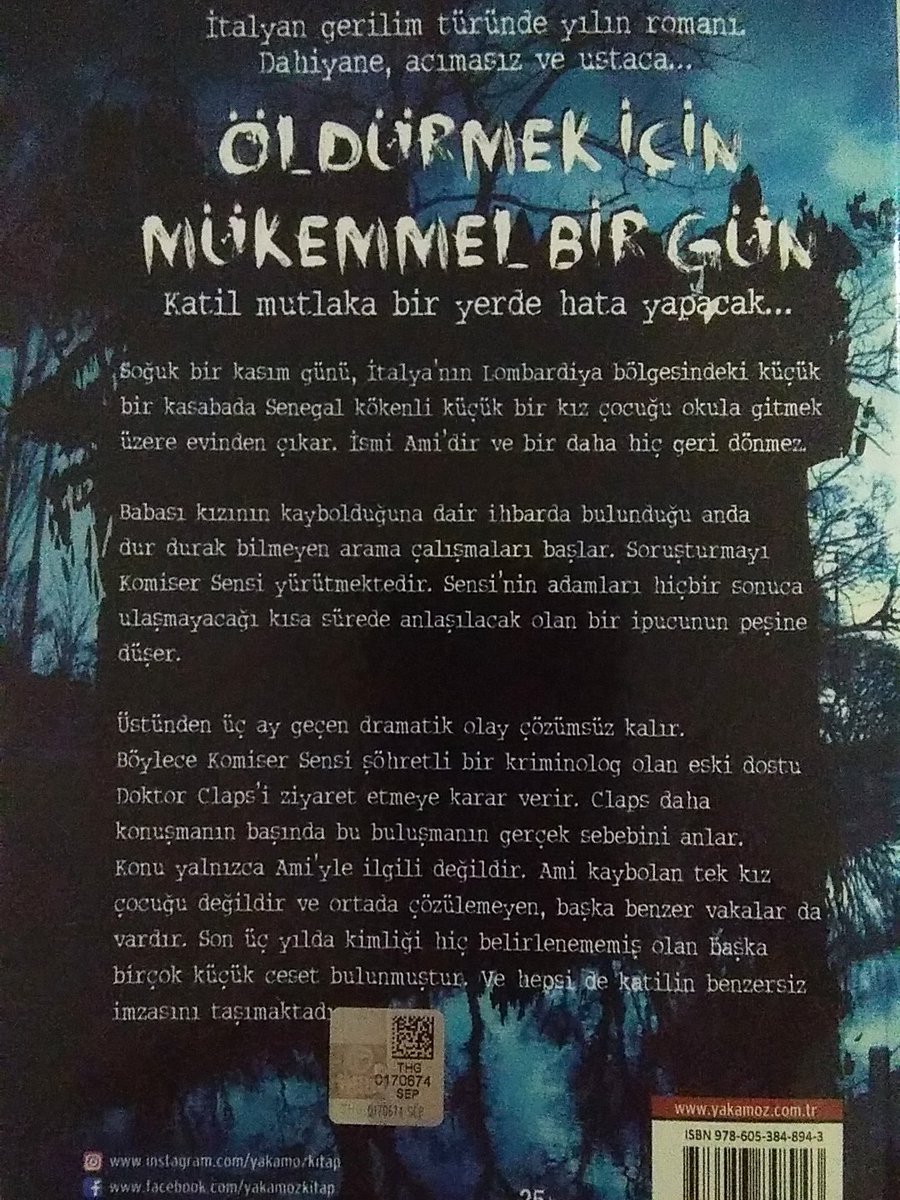 İtalyan gerilim türünde yılın romanı.
Dahiyane, acımasız ve ustaca...
ÖLDÜRMEK İÇİN
MÜKEMMEL BİR GÜN
Katil mutlaka bir yerde hata yapacak...
Soğuk bir kasım günü, İtalya'nın Lombardiya bölgesindeki küçük
bir kasabada Senegal kökenli küçük bir kız çocuğu okula gitmek
üzere evinden çıkar. İsmi Ami'dir ve bir daha hiç geri dönmez.
Babası kızının kaybolduğuna dair ihbarda bulunduğu anda
dur durak bilmeyen arama çalışmaları başlar. Soruşturmayı
Komiser Sensi yürütmektedir. Sensi'nin adamları hiçbir sonuca
ulaşmayacağı kısa sürede anlaşılacak olan bir ipucunun peşine
düşer.
Üstünden üç ay geçen dramatik olay çözümsüz kalır.
Böylece Komiser Sensi şöhretli bir kriminolog olan eski dostu
Doktor Claps'i ziyaret etmeye karar verir. Claps daha
konuşmanın başında bu buluşmanın gerçek sebebini anlar.
Konu yalnızca Ami'yle ilgili değildir. Ami kaybolan tek kız
çocuğu değildir ve ortada çözülemeyen, başka benzer vakalar da
vardır. Son üç yılda kimliği hiç belirlenememiş olan başka
birçok küçük ceset bulunmuştur. Ve hepsi de katilin benzersiz
imzasını taşımaktadı
THG
0170674
SEP
0170674 SEP
www.yakamoz.com.tr
ISBN 978-605-384-894-3
www.instagram.com/yakamozkitap
www.facebook.com/yakamozkitap
25